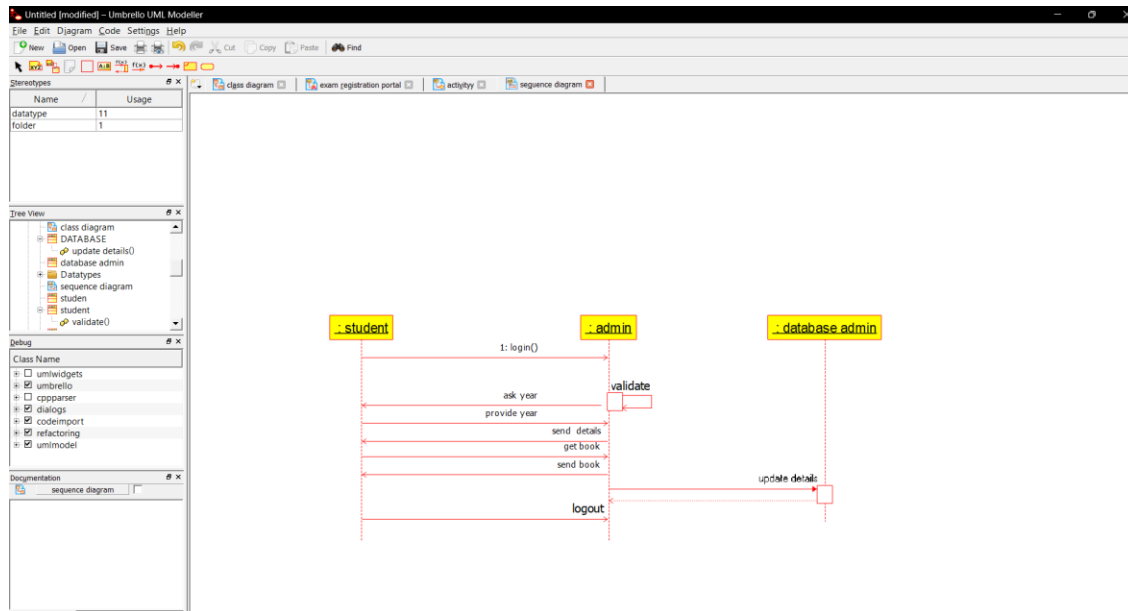 Untitled [modified] – Umbrello UML Modeller
File Edit Diagram Code Settings Help
New Open Save Cut Copy Paste Find
Stereotypes
Name Usage
datatype 11
folder 1
class diagram exam registration portal activityy sequence diagram
Tree View
class diagram
DATABASE
update details()
database admin
Datatypes
sequence diagram
studen
student
validate()
Debug
Class Name
umlwidgets
umbrello
cppparser
dialogs
codeimport
refactoring
umlmodel
Documentation
sequence diagram
: student : admin : database admin
1: login()
validate
ask year
provide year
send details
get book
send book
update details
logout